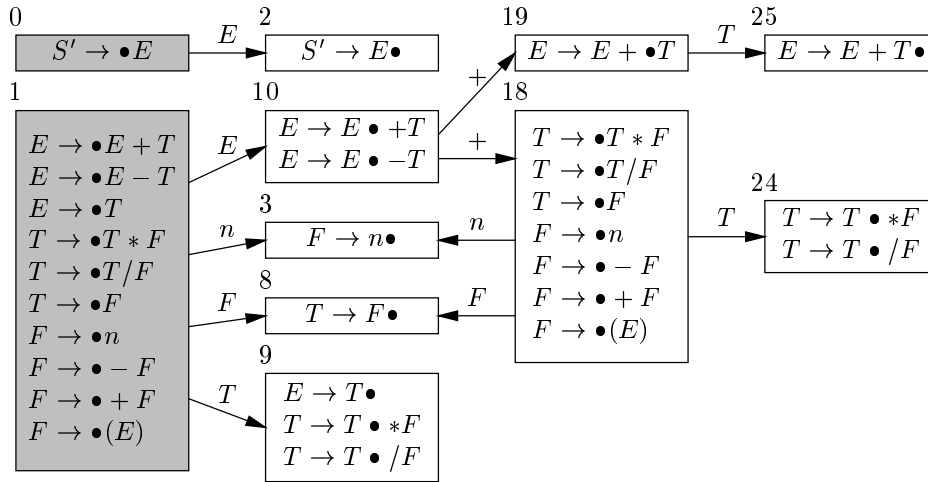 0
S′ → •E
E
2
S′ → E•
19
E → E + •T
T
25
E → E + T•
1
E → •E + T
E → •E − T
E → •T
T → •T ∗ F
T → •T/F
T → •F
F → •n
F → • − F
F → • + F
F → •(E)
E
10
E → E • +T
E → E • −T
+
+
n
3
F → n•
n
F
8
T → F•
F
T
9
E → T•
T → T • ∗F
T → T • /F
18
T → •T ∗ F
T → •T/F
T → •F
F → •n
F → • − F
F → • + F
F → •(E)
T
24
T → T • ∗F
T → T • /F